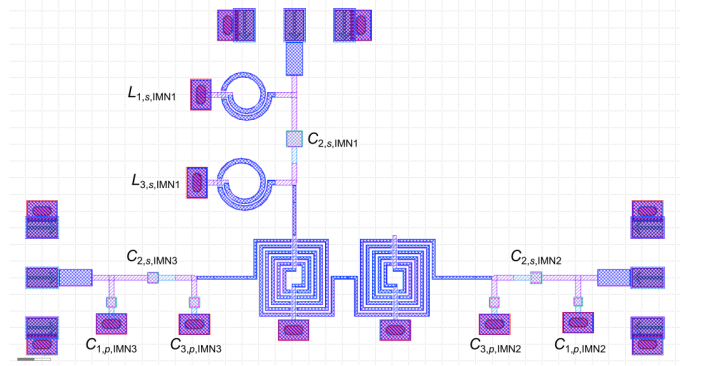 L1,s,IMN1
C2,s,IMN1
L3,s,IMN1
C2,s,IMN3
C2,s,IMN2
C1,p,IMN3
C3,p,IMN3
C3,p,IMN2
C1,p,IMN2